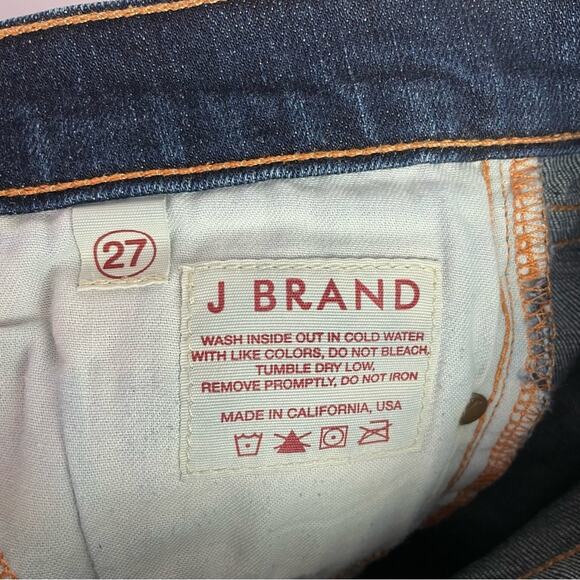 27
J BRAND
WASH INSIDE OUT IN COLD WATER
WITH LIKE COLORS, DO NOT BLEACH,
TUMBLE DRY LOW,
REMOVE PROMPTLY, DO NOT IRON
MADE IN CALIFORNIA, USA